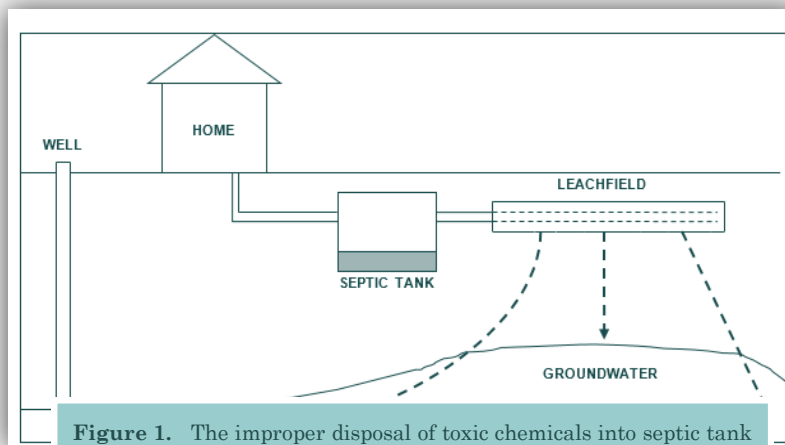 HOME
WELL
LEACHFIELD
SEPTIC TANK
GROUNDWATER
Figure 1. The improper disposal of toxic chemicals into septic tank